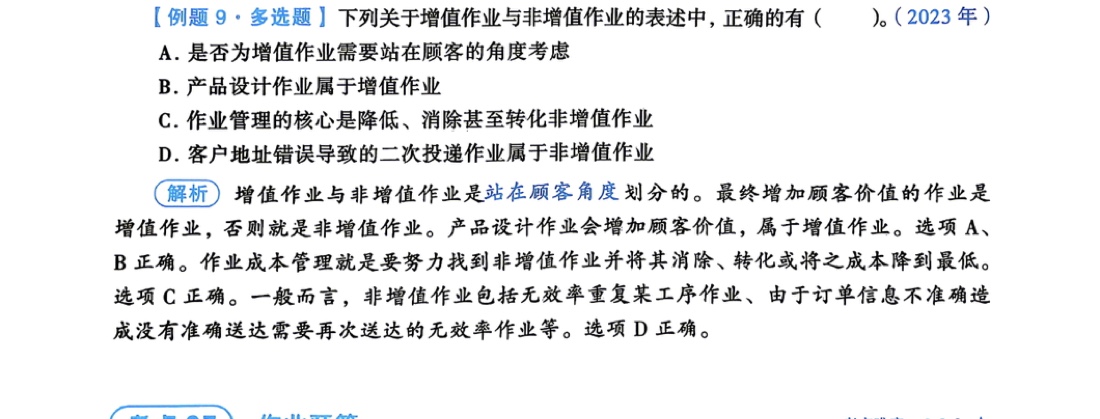 【例题 9·多选题】下列关于增值作业与非增值作业的表述中，正确的有（　　）。（2023 年）
A. 是否为增值作业需要站在顾客的角度考虑
B. 产品设计作业属于增值作业
C. 作业管理的核心是降低、消除甚至转化非增值作业
D. 客户地址错误导致的二次投递作业属于非增值作业
解析 增值作业与非增值作业是站在顾客角度划分的。最终增加顾客价值的作业是
增值作业，否则就是非增值作业。产品设计作业会增加顾客价值，属于增值作业。选项 A、
B 正确。作业成本管理就是要努力找到非增值作业并将其消除、转化或将之成本降到最低。
选项 C 正确。一般而言，非增值作业包括无效率重复某工序作业、由于订单信息不准确造
成没有准确送达需要再次送达的无效率作业等。选项 D 正确。